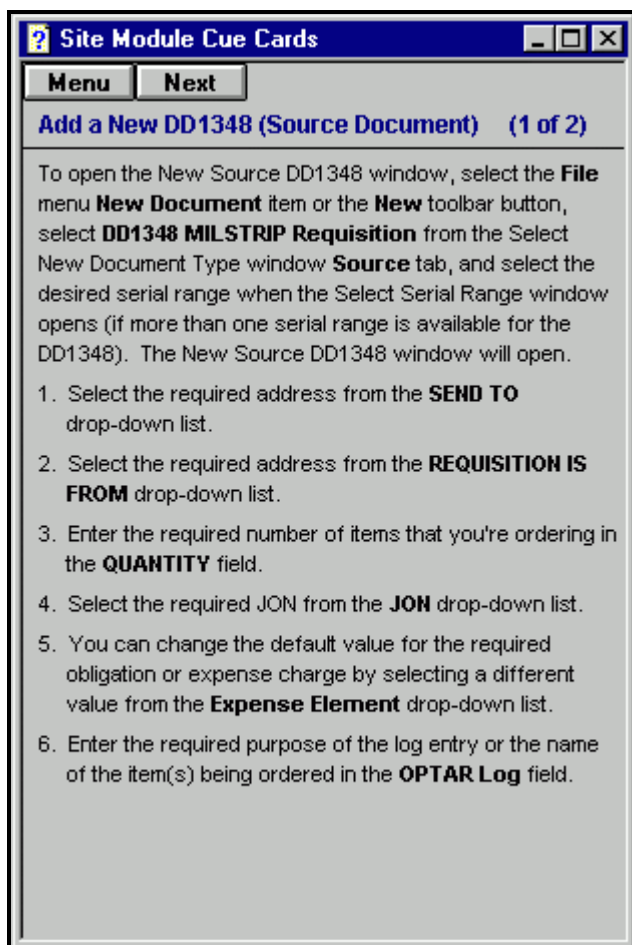 Site Module Cue Cards
Menu Next
Add a New DD1348 (Source Document) (1 of 2)
To open the New Source DD1348 window, select the File
menu New Document item or the New toolbar button,
select DD1348 MILSTRIP Requisition from the Select
New Document Type window Source tab, and select the
desired serial range when the Select Serial Range window
opens (if more than one serial range is available for the
DD1348). The New Source DD1348 window will open.
1. Select the required address from the SEND TO
drop-down list.
2. Select the required address from the REQUISITION IS
FROM drop-down list.
3. Enter the required number of items that you're ordering in
the QUANTITY field.
4. Select the required JON from the JON drop-down list.
5. You can change the default value for the required
obligation or expense charge by selecting a different
value from the Expense Element drop-down list.
6. Enter the required purpose of the log entry or the name
of the item(s) being ordered in the OPTAR Log field.